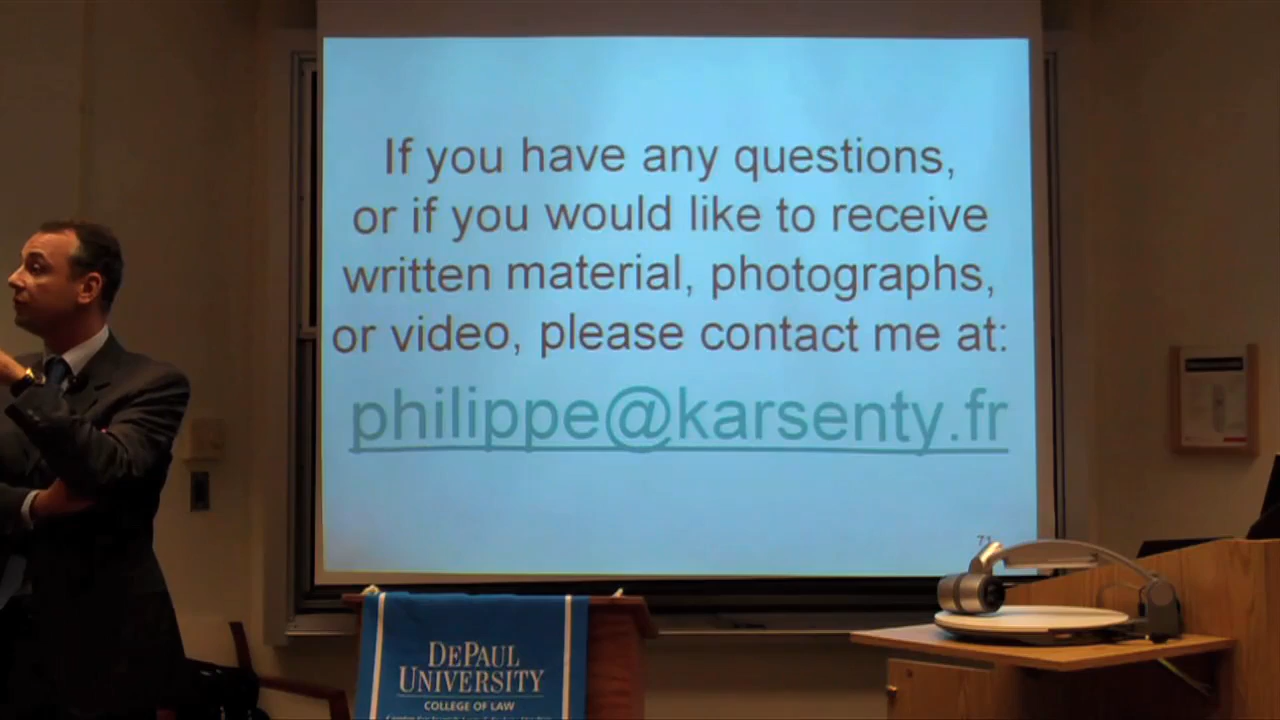 If you have any questions,
or if you would like to receive
written material, photographs,
or video, please contact me at:
philippe@karsenty.fr
71
DEPAUL
UNIVERSITY
COLLEGE OF LAW